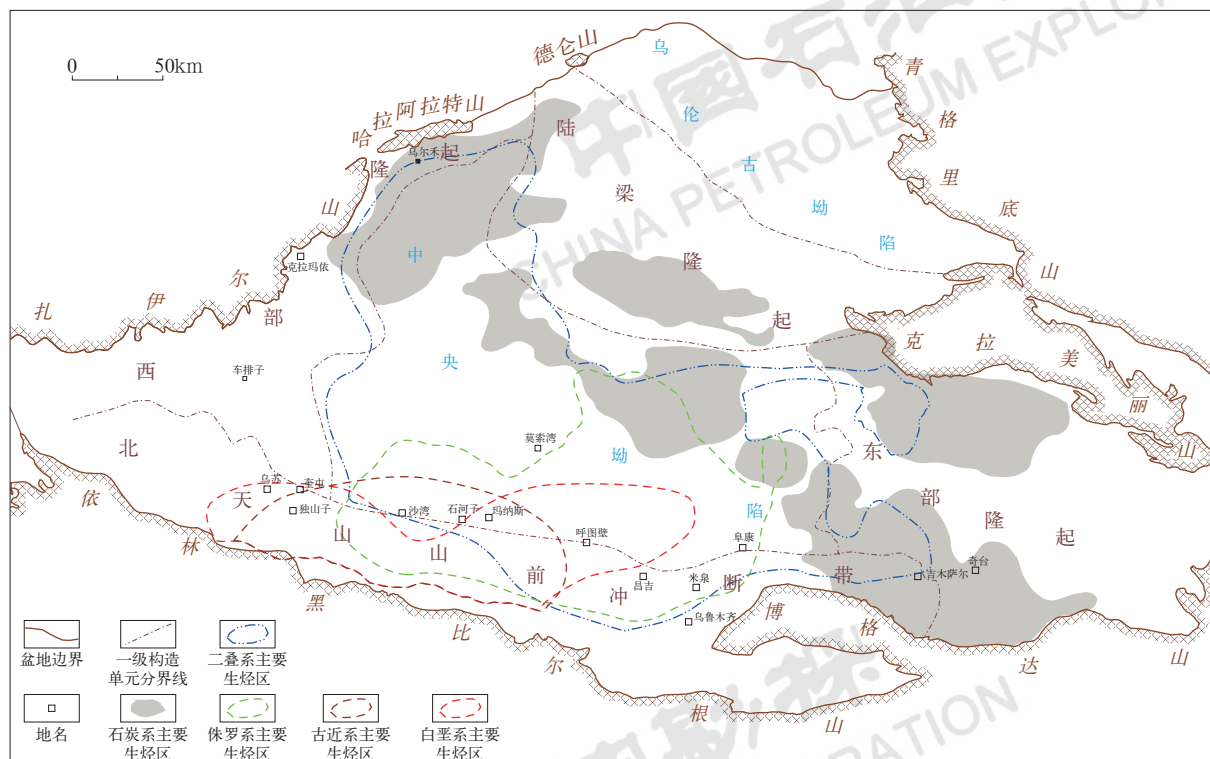 0 50km
德仑山
乌伦古坳陷
青格里底山
哈拉阿拉特山
陆梁隆起
乌尔禾
西部隆起
中央坳陷
克拉玛依
扎伊尔山
克拉美丽山
车排子
莫索湾
东部隆起
北天山山前冲断带
乌苏
奎屯
独山子
沙湾
石河子
玛纳斯
呼图壁
阜康
昌吉
米泉
乌鲁木齐
吉木萨尔
奇台
依林黑比尔根山
博格达山
盆地边界
一级构造
单元分界线
二叠系主要
生烃区
地名
石炭系主要
生烃区
侏罗系主要
生烃区
古近系主要
生烃区
白垩系主要
生烃区
CHINA PETROLEUM EXPLORATION